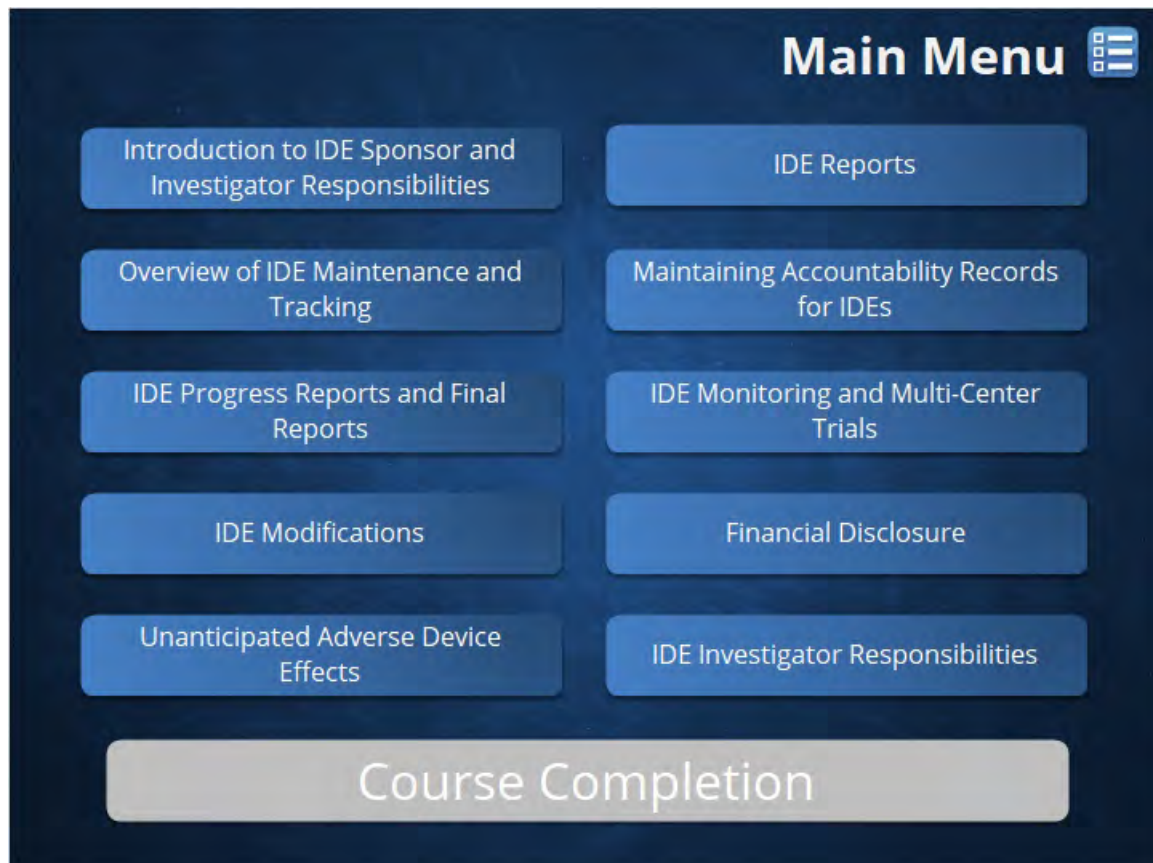 Main Menu
Introduction to IDE Sponsor and
Investigator Responsibilities
IDE Reports
Overview of IDE Maintenance and
Tracking
Maintaining Accountability Records
for IDEs
IDE Progress Reports and Final
Reports
IDE Monitoring and Multi-Center
Trials
IDE Modifications
Financial Disclosure
Unanticipated Adverse Device
Effects
IDE Investigator Responsibilities
Course Completion